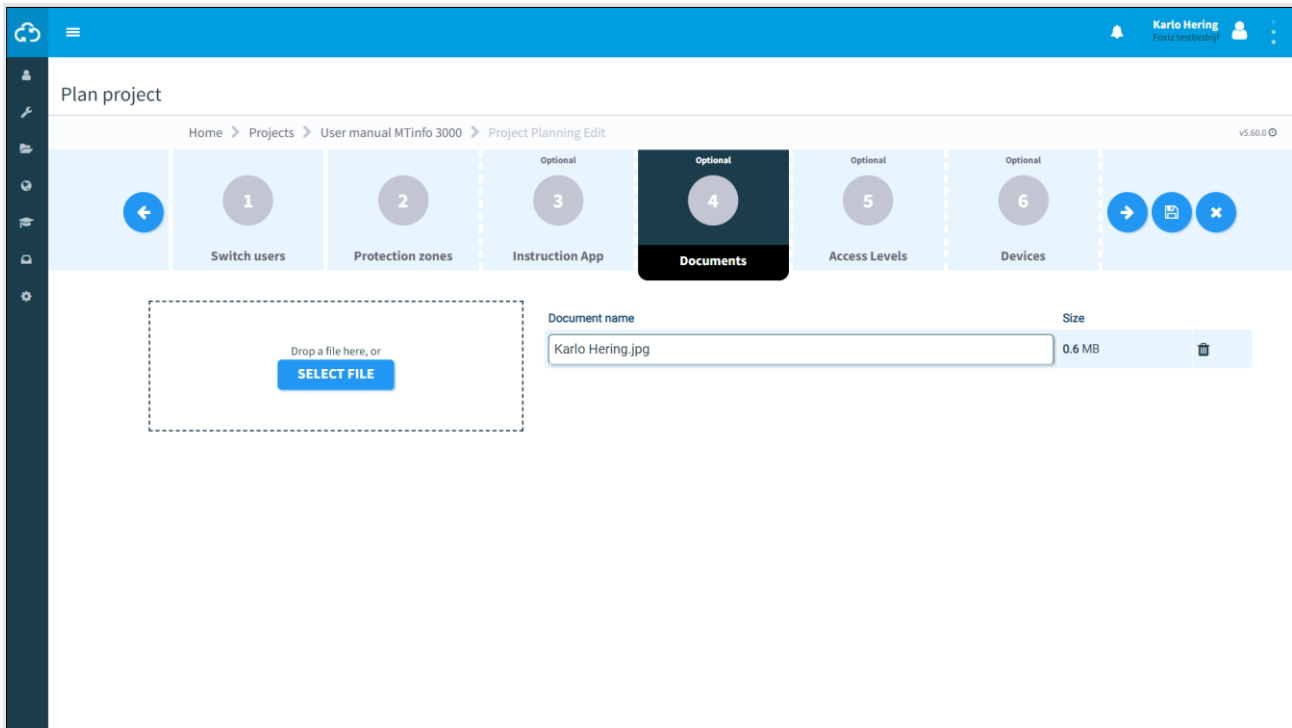 Karlo Hering
Foxiz testbedrijf
Plan project
Home Projects User manual MTinfo 3000 Project Planning Edit v5.60.0
Optional Optional Optional Optional
1 2 3 4 5 6
Switch users Protection zones Instruction App Documents Access Levels Devices
Document name Size
Karlo Hering.jpg 0.6 MB
Drop a file here, or
SELECT FILE